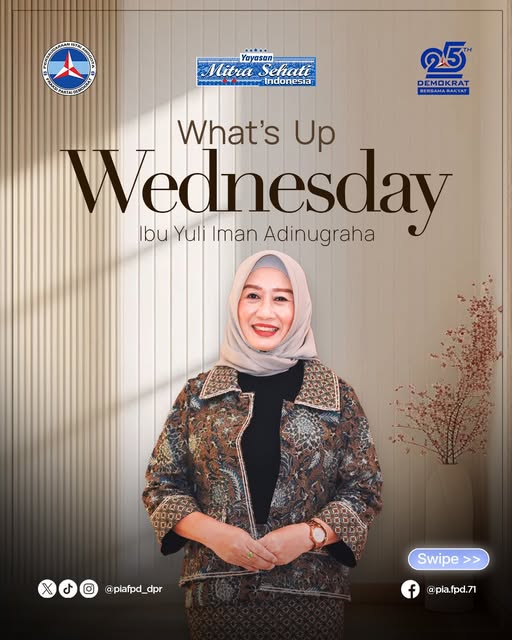 Yayasan
Mitra Sehati
Indonesia
25TH
DEMOKRAT
BERSAMA RAKYAT
What's Up
Wednesday
Ibu Yuli Iman Adinugraha
Swipe >>
@piafpd_dpr
@pia.fpd.71